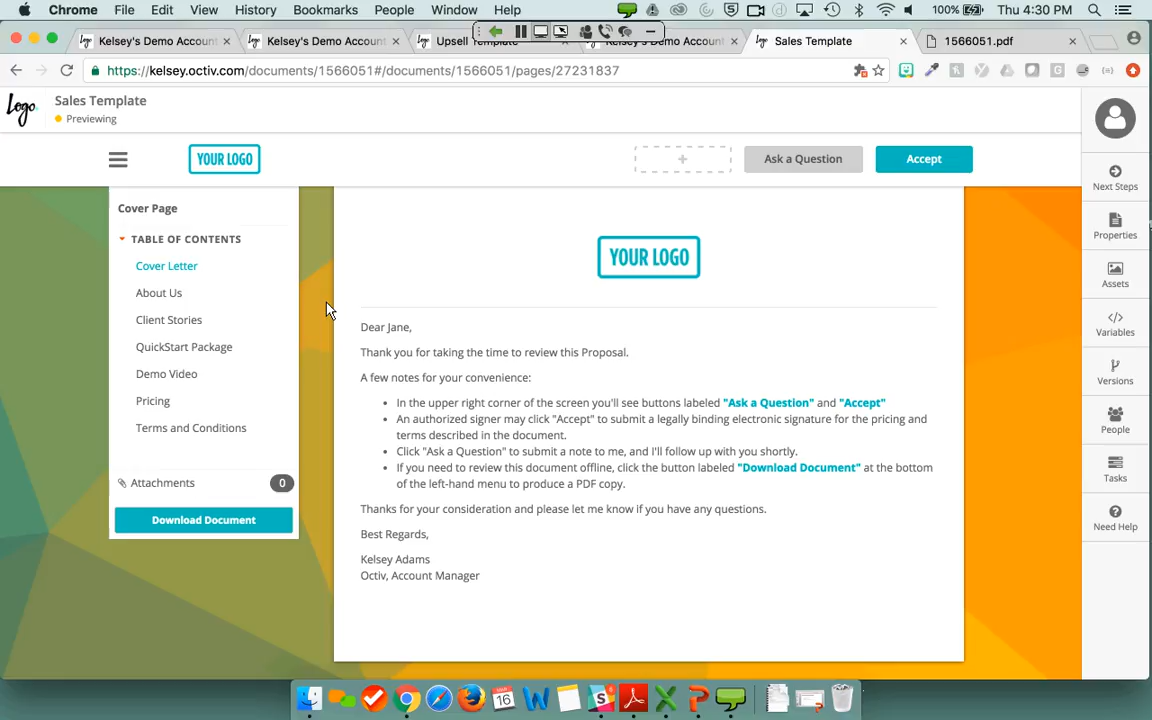 Chrome File Edit View History Bookmarks People Window Help 100% Thu 4:30 PM
Kelsey's Demo Account
Kelsey's Demo Account
Upsell Template
Kelsey's Demo Account
Sales Template
1566051.pdf
https://kelsey.octiv.com/documents/1566051#/documents/1566051/pages/27231837
Logo
Sales Template
Previewing
YOUR LOGO
Ask a Question
Accept
Cover Page
TABLE OF CONTENTS
Cover Letter
About Us
Client Stories
QuickStart Package
Demo Video
Pricing
Terms and Conditions
Attachments 0
Download Document
YOUR LOGO
Dear Jane,
Thank you for taking the time to review this Proposal.
A few notes for your convenience:
• In the upper right corner of the screen you'll see buttons labeled "Ask a Question" and "Accept"
• An authorized signer may click "Accept" to submit a legally binding electronic signature for the pricing and
terms described in the document.
• Click "Ask a Question" to submit a note to me, and I'll follow up with you shortly.
• If you need to review this document offline, click the button labeled "Download Document" at the bottom
of the left-hand menu to produce a PDF copy.
Thanks for your consideration and please let me know if you have any questions.
Best Regards,
Kelsey Adams
Octiv, Account Manager
Next Steps
Properties
Assets
Variables
Versions
People
Tasks
Need Help
16